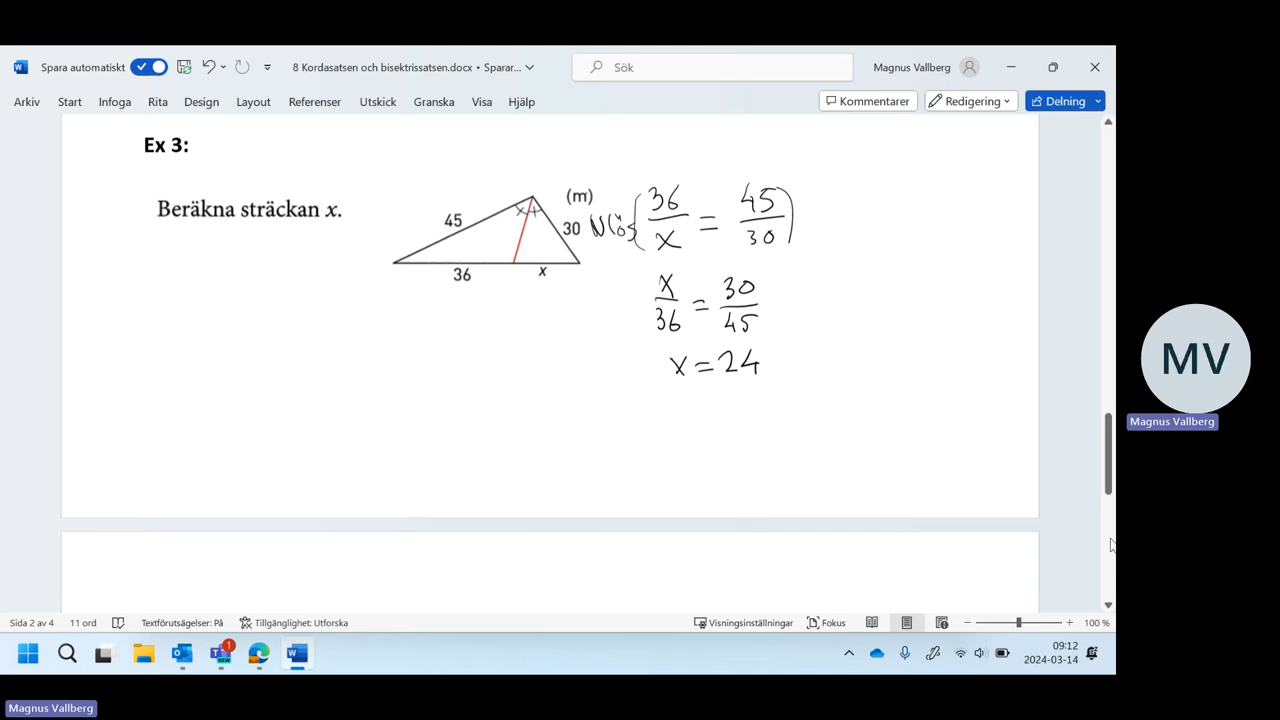 Spara automatiskt
8 Kordasatsen och bisektrissatsen.docx • Sparar...
Sök
Magnus Vallberg
Arkiv Start Infoga Rita Design Layout Referenser Utskick Granska Visa Hjälp
Kommentarer Redigering Delning
Ex 3:
Beräkna sträckan x.
(m)
45
30
36
x
Nlös(36/x = 45/30)
x/36 = 30/45
x = 24
MV
Magnus Vallberg
Sida 2 av 4 11 ord Textförutsägelser: På Tillgänglighet: Utforska
Visningsinställningar Fokus − + 100 %
1
NEW
09:12
2024-03-14
Magnus Vallberg